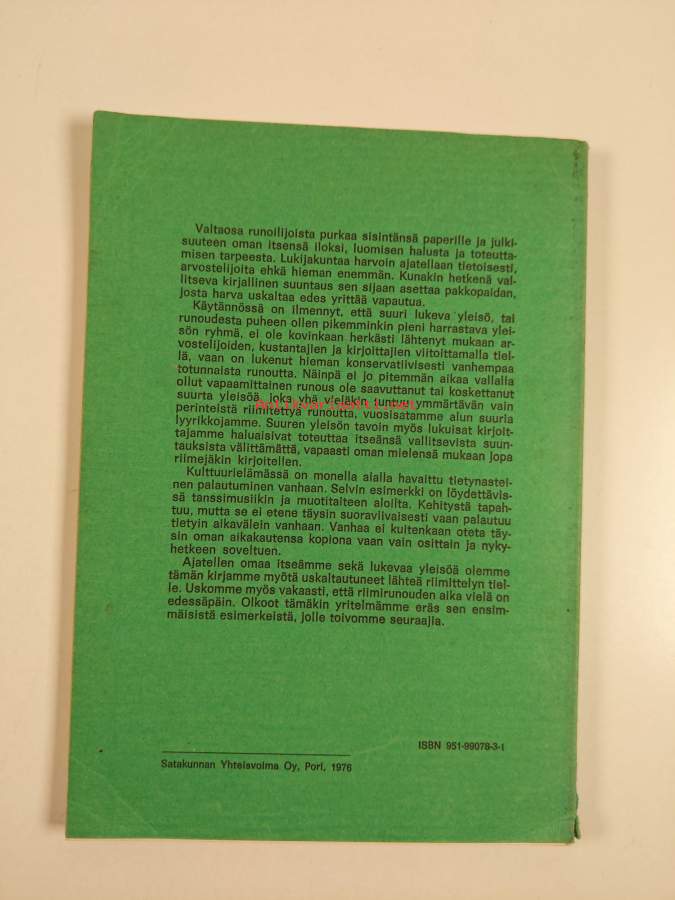 Valtaosa runoilijoista purkaa sisintänsä paperille ja julki-
suuteen oman itsensä iloksi, luomisen halusta ja toteutta-
misen tarpeesta. Lukijakuntaa harvoin ajatellaan tietoisesti,
arvostelijoita ehkä hieman enemmän. Kunakin hetkenä val-
litseva kirjallinen suuntaus sen sijaan asettaa pakkopaidan,
josta harva uskaltaa edes yrittää vapautua.
Käytännössä on ilmennyt, että suuri lukeva yleisö, tai
runoudesta puheen ollen pikemminkin pieni harrastava ylei-
sön ryhmä, ei ole kovinkaan herkästi lähtenyt mukaan ar-
vostelijoiden, kustantajien ja kirjoittajien viitoittamalla tiel-
lä, vaan on lukenut hieman konservatiivisesti vanhempaa
totunnaista runoutta. Näinpä ei jo pitemmän aikaa vallalla
ollut vapaamittainen runous ole saavuttanut tai koskettanut
suurta yleisöä, joka yhä vieläkin tuntuu ymmärtävän vain
perinteistä riimitettyä runoutta, vuosisatamme alun suuria
lyyrikkojamme. Suuren yleisön tavoin myös lukuisat kirjoit-
tajamme haluaisivat toteuttaa itseänsä vallitsevista suun-
tauksista välittämättä, vapaasti oman mielensä mukaan jopa
riimejäkin kirjoitellen.
Kulttuurielämässä on monella alalla havaittu tietynastei-
nen palautuminen vanhaan. Selvin esimerkki on löydettävis-
sä tanssimusiikin ja muotitaiteen aloilta. Kehitystä tapah-
tuu, mutta se ei etene täysin suoraviivaisesti vaan palautuu
tietyin aikavälein vanhaan. Vanhaa ei kuitenkaan oteta täy-
sin oman aikakautensa kopiona vaan vain osittain ja nyky-
hetkeen soveltuen.
Ajatellen omaa itseämme sekä lukevaa yleisöä olemme
tämän kirjamme myötä uskaltautuneet lähteä riimittelyn tiel-
le. Uskomme myös vakaasti, että riimirunouden aika vielä on
edessäpäin. Olkoot tämäkin yritelmämme eräs sen ensim-
mäisistä esimerkeistä, jolle toivomme seuraajia.
ISBN 951-99078-3-1
Satakunnan Yhteisvoima Oy, Pori, 1976